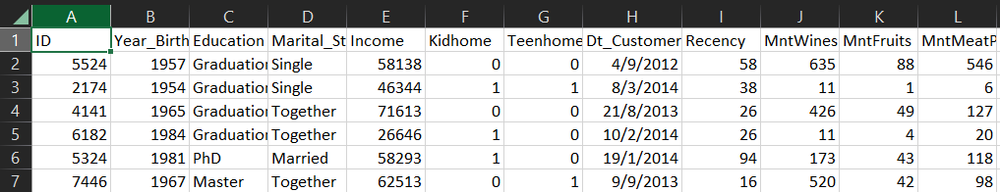 A B C D E F G H I J K L
1 ID Year_Birth Education Marital_St Income Kidhome Teenhome Dt_Customer Recency MntWines MntFruits MntMeatP
2 5524 1957 Graduation Single 58138 0 0 4/9/2012 58 635 88 546
3 2174 1954 Graduation Single 46344 1 1 8/3/2014 38 11 1 6
4 4141 1965 Graduation Together 71613 0 0 21/8/2013 26 426 49 127
5 6182 1984 Graduation Together 26646 1 0 10/2/2014 26 11 4 20
6 5324 1981 PhD Married 58293 1 0 19/1/2014 94 173 43 118
7 7446 1967 Master Together 62513 0 1 9/9/2013 16 520 42 98